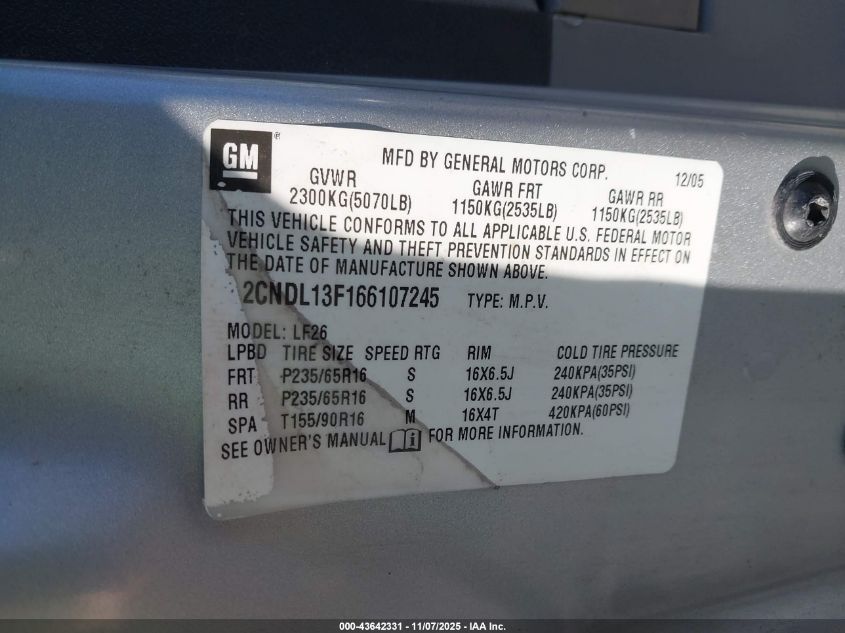 GM®
MFD BY GENERAL MOTORS CORP. 12/05
GVWR GAWR FRT GAWR RR
2300KG(5070LB) 1150KG(2535LB) 1150KG(2535LB)
THIS VEHICLE CONFORMS TO ALL APPLICABLE U.S. FEDERAL MOTOR
VEHICLE SAFETY AND THEFT PREVENTION STANDARDS IN EFFECT ON
THE DATE OF MANUFACTURE SHOWN ABOVE.
2CNDL13F166107245 TYPE: M.P.V.
MODEL: LF26
LPBD TIRE SIZE SPEED RTG RIM COLD TIRE PRESSURE
FRT P235/65R16 S 16X6.5J 240KPA(35PSI)
RR P235/65R16 S 16X6.5J 240KPA(35PSI)
SPA T155/90R16 M 16X4T 420KPA(60PSI)
SEE OWNER'S MANUAL FOR MORE INFORMATION.
000-43642331 — 11/07/2025 — IAA Inc.